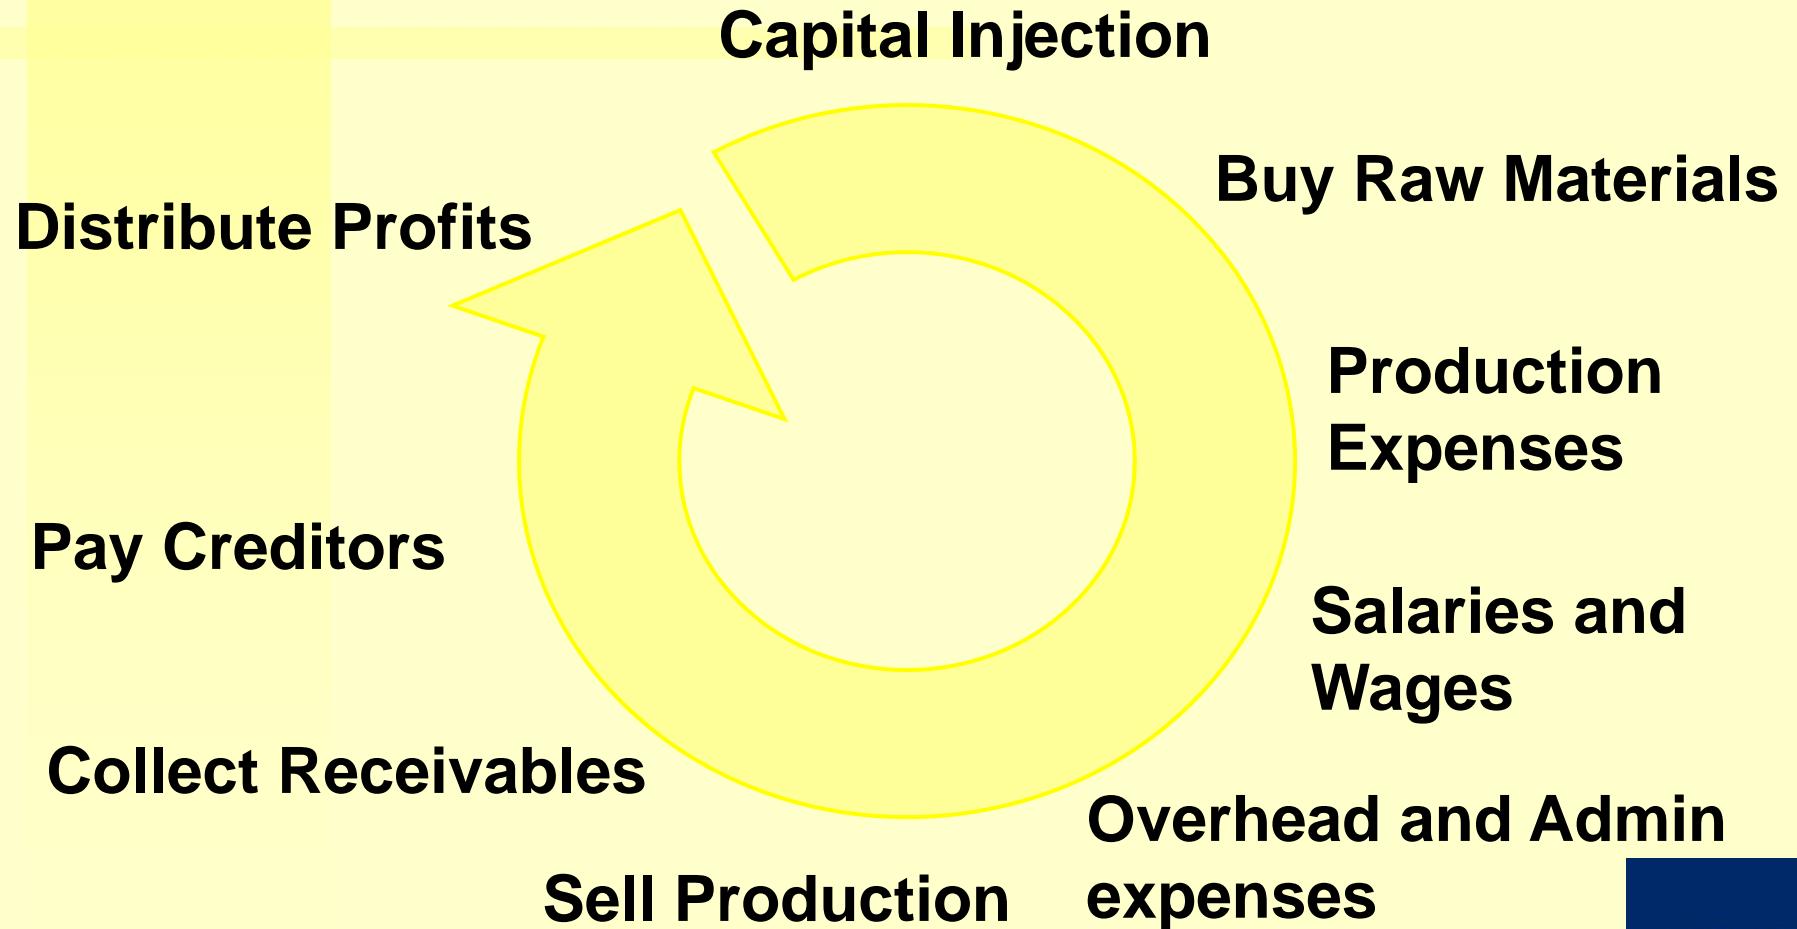 Capital Injection
Buy Raw Materials
Production
Expenses
Salaries and
Wages
Overhead and Admin
expenses
Sell Production
Collect Receivables
Pay Creditors
Distribute Profits